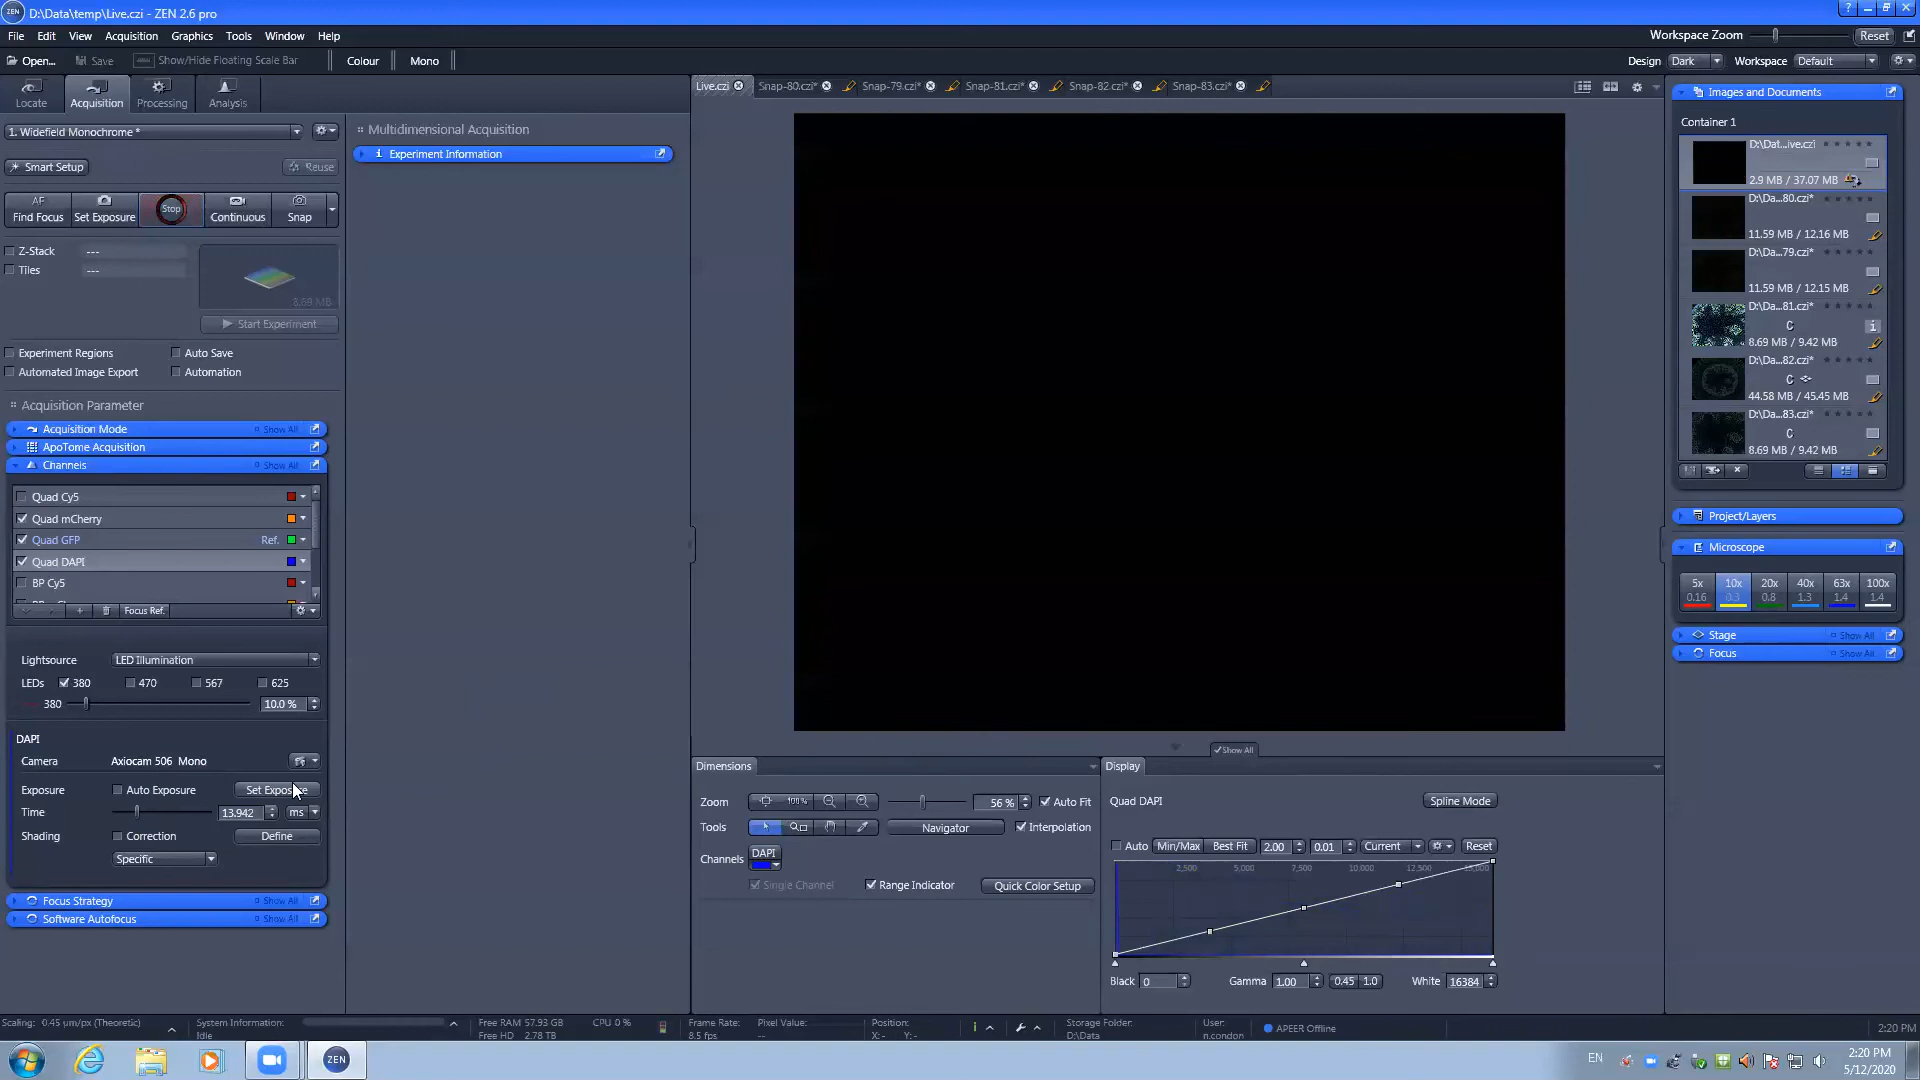 D:\Data\temp\Live.czi - ZEN 2.6 pro
File Edit View Acquisition Graphics Tools Window Help
Workspace Zoom Reset
Open... Save Show/Hide Floating Scale Bar Colour Mono
Design Dark Workspace Default
Locate Acquisition Processing Analysis
Live.czi Snap-80.czi* Snap-79.czi* Snap-81.czi* Snap-82.czi* Snap-83.czi*
1. Widefield Monochrome *
Smart Setup Reuse
AF Find Focus Set Exposure Stop Continuous Snap
Z-Stack ---
Tiles ---
8.89 MB
Start Experiment
Experiment Regions Auto Save
Automated Image Export Automation
Acquisition Parameter
Acquisition Mode Show All
ApoTome Acquisition
Channels Show All
Quad Cy5
Quad mCherry
Quad GFP Ref.
Quad DAPI
BP Cy5
Focus Ref.
Lightsource LED Illumination
LEDs 380 470 567 625
380 10.0 %
DAPI
Camera Axiocam 506 Mono
Exposure Auto Exposure Set Exposure
Time 13.942 ms
Shading Correction Define
Specific
Focus Strategy Show All
Software Autofocus Show All
Multidimensional Acquisition
Experiment Information
Show All
Dimensions
Zoom 100% 56 % Auto Fit
Tools Navigator Interpolation
Channels DAPI
Single Channel Range Indicator Quick Color Setup
Display
Quad DAPI Spline Mode
Auto Min/Max Best Fit 2.00 0.01 Current Reset
2,500 5,000 7,500 10,000 12,500 15,000
Black 0 Gamma 1.00 0.45 1.0 White 16384
Images and Documents
Container 1
D:\Dat...ive.czi
2.9 MB / 37.07 MB
D:\Da...80.czi*
11.59 MB / 12.16 MB
D:\Da...79.czi*
11.59 MB / 12.15 MB
D:\Da...81.czi*
C
8.69 MB / 9.42 MB
D:\Da...82.czi*
C
44.58 MB / 45.45 MB
D:\Da...83.czi*
C
8.69 MB / 9.42 MB
Project/Layers
Microscope
5x 10x 20x 40x 63x 100x
0.16 0.3 0.8 1.3 1.4 1.4
Stage Show All
Focus Show All
Scaling: 0.45 µm/px (Theoretic) System Information: Idle Free RAM 57.93 GB Free HD 2.78 TB CPU 0 % Frame Rate: 8.5 fps Pixel Value: Position: X:- Y:- Storage Folder: D:\Data User: n.condon APEER Offline 2:20 PM
ZEN EN 2:20 PM
5/12/2020